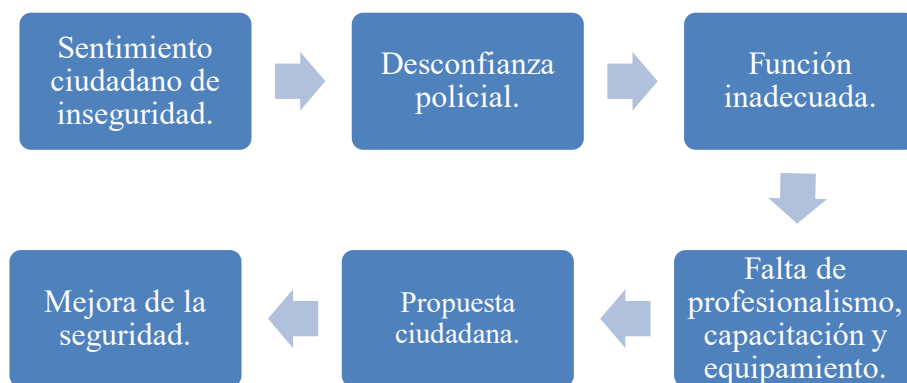 Sentimiento
ciudadano de
inseguridad.
Desconfianza
policial.
Función
inadecuada.
Falta de
profesionalismo,
capacitación y
equipamiento.
Propuesta
ciudadana.
Mejora de la
seguridad.